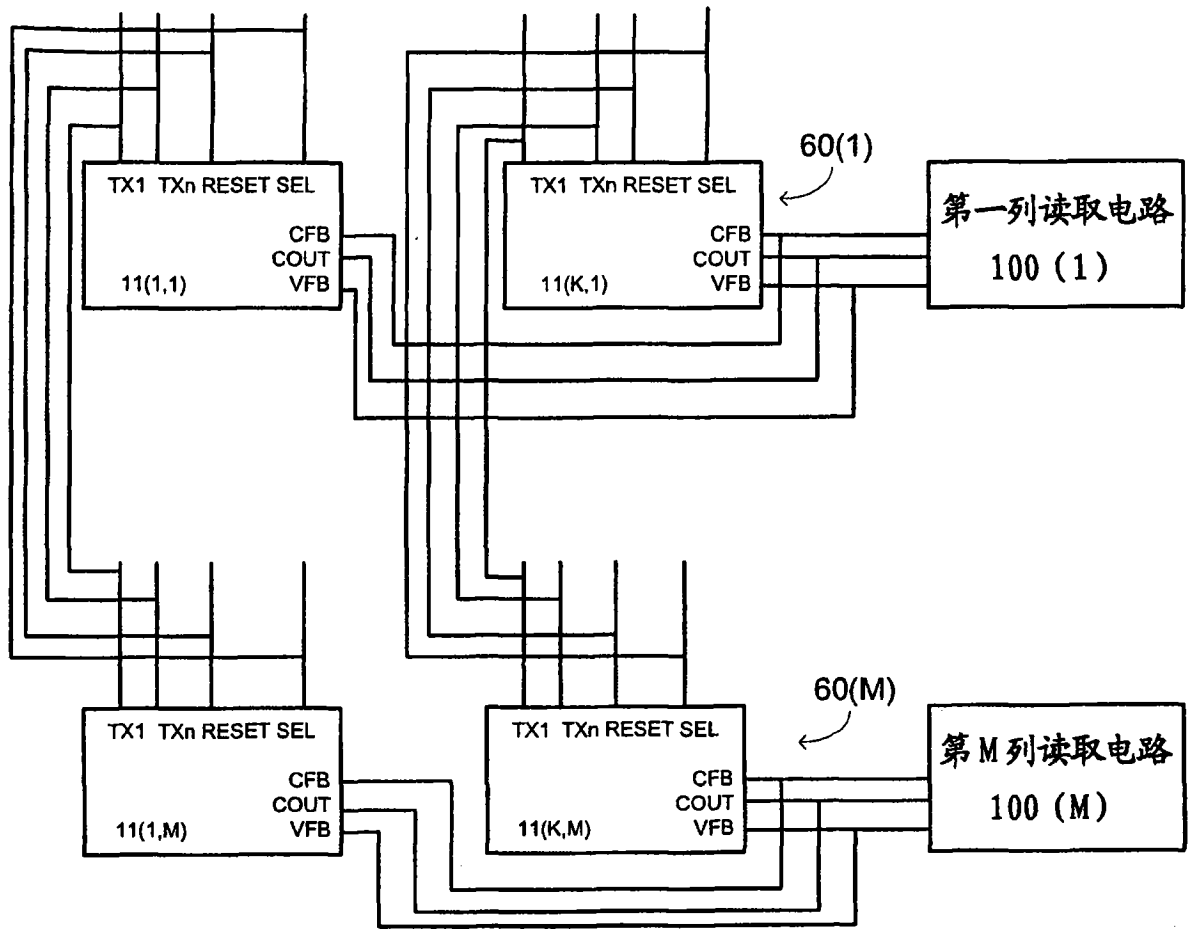 60(1)
TX1 TXn RESET SEL
CFB
COUT
VFB
11(1,1)
TX1 TXn RESET SEL
CFB
COUT
VFB
11(K,1)
第一列读取电路
100（1）
60(M)
TX1 TXn RESET SEL
CFB
COUT
VFB
11(1,M)
TX1 TXn RESET SEL
CFB
COUT
VFB
11(K,M)
第M列读取电路
100（M）